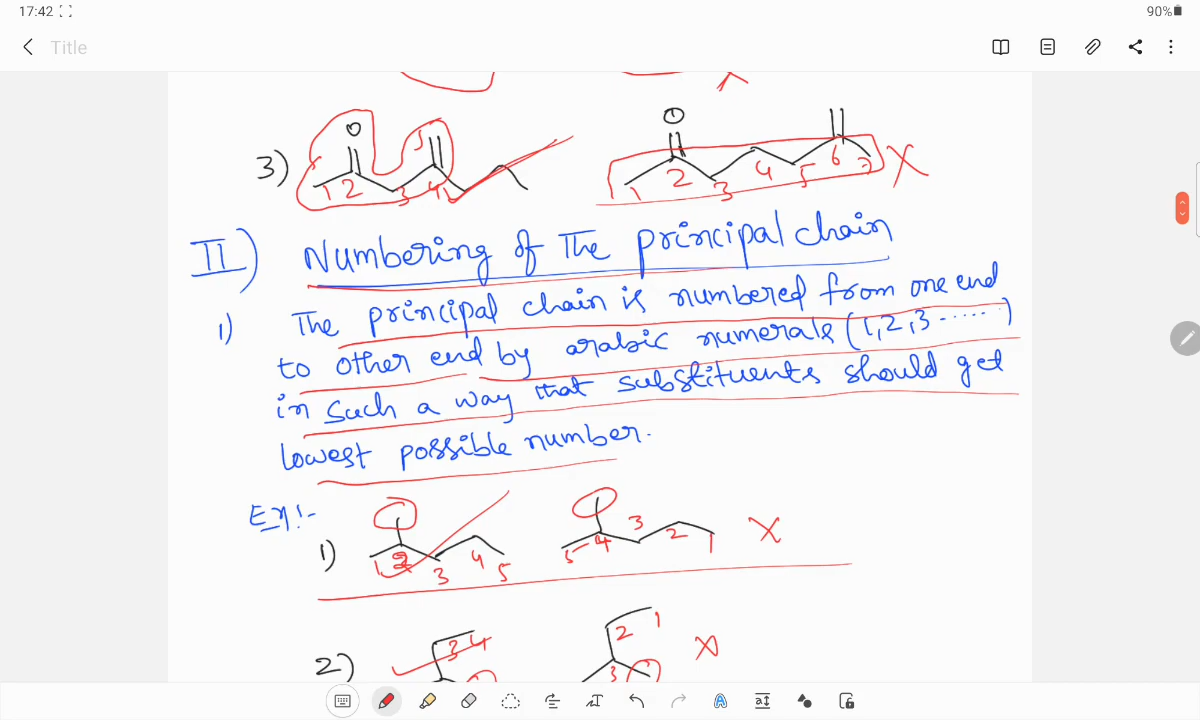 17:42
90%
Title
3)
O
1 2 3 4 5
O
1 2 3 4 5 6 7 X
II) Numbering of the principal chain
1) The principal chain is numbered from one end
to other end by arabic numerals (1,2,3......)
in such a way that substituents should get
lowest possible number.
Ex:-
1) 1 2 3 4 5
5 4 3 2 1 X
2) 3 4
3 2 1 X